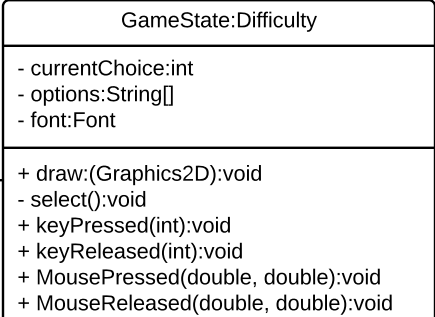 GameState:Difficulty
- currentChoice:int
- options:String[]
- font:Font
+ draw:(Graphics2D):void
- select():void
+ keyPressed(int):void
+ keyReleased(int):void
+ MousePressed(double, double):void
+ MouseReleased(double, double):void